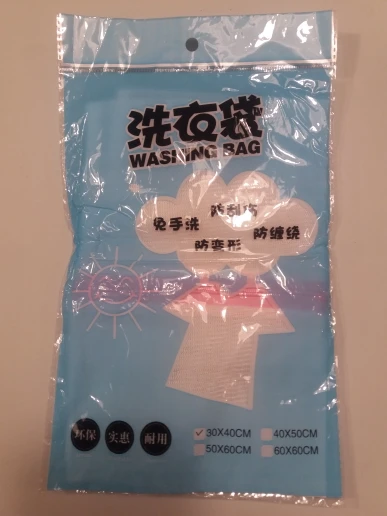 洗衣袋
WASHING BAG
免手洗 防刮伤
防变形 防缠绕
环保 实惠 耐用
✓ 30X40CM 40X50CM
50X60CM 60X60CM